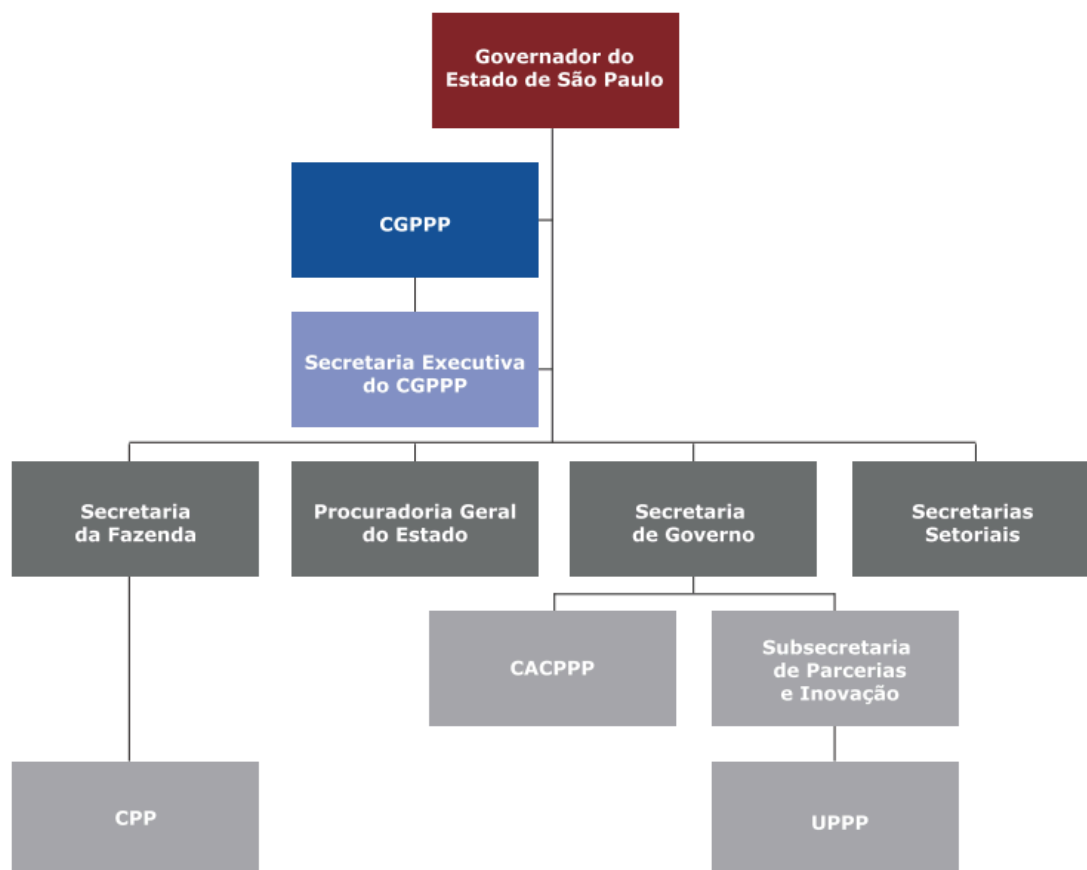 Governador do
Estado de São Paulo
CGPPP
Secretaria Executiva
do CGPPP
Secretaria
da Fazenda
Procuradoria Geral
do Estado
Secretaria
de Governo
Secretarias
Setoriais
CACPPP
Subsecretaria
de Parcerias
e Inovação
CPP
UPPP